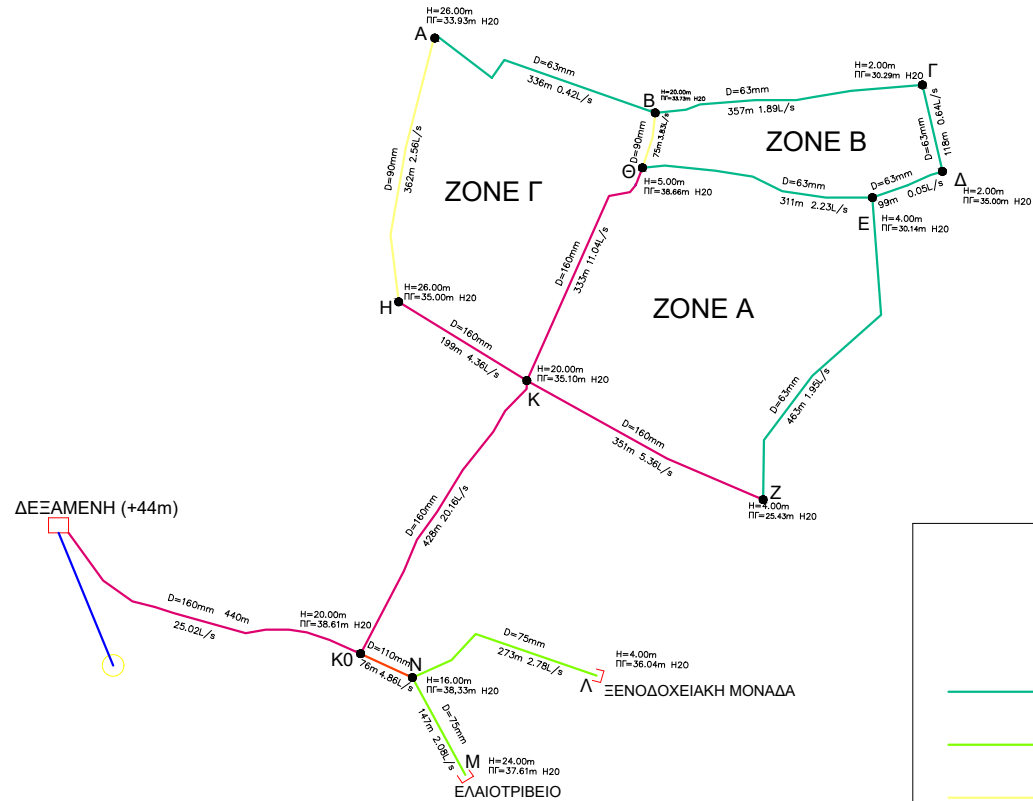 H=26.00m
ΠΓ=33.93m H20
A
D=63mm
336m 0.42L/s
H=20.00m
ΠΓ=33.73m H20
B
D=63mm
357m 1.89L/s
H=2.00m
ΠΓ=30.29m H20
Γ
D=90mm
362m 2.56L/s
D=90mm
75m 3.83L/s
ZONE B
D=63mm
118m 0.64L/s
ZONE Γ
Θ
H=5.00m
ΠΓ=38.66m H20
D=63mm
311m 2.23L/s
D=63mm
99m 0.05L/s
Δ
H=2.00m
ΠΓ=35.00m H20
E
H=4.00m
ΠΓ=30.14m H20
D=160mm
333m 11.04L/s
ZONE A
H
H=26.00m
ΠΓ=35.00m H20
D=160mm
199m 4.36L/s
H=20.00m
ΠΓ=35.10m H20
K
D=63mm
463m 1.95L/s
D=160mm
351m 5.36L/s
Z
H=4.00m
ΠΓ=25.43m H20
D=160mm
428m 20.16L/s
ΔΕΞΑΜΕΝΗ (+44m)
D=160mm 440m
25.02L/s
H=20.00m
ΠΓ=38.61m H20
K0
D=110mm
76m 4.86L/s
N
H=16.00m
ΠΓ=38,33m H20
D=75mm
273m 2.78L/s
H=4.00m
ΠΓ=36.04m H20
Λ
ΞΕΝΟΔΟΧΕΙΑΚΗ ΜΟΝΑΔΑ
D=75mm
147m 2.08L/s
M
H=24.00m
ΠΓ=37.61m H20
ΕΛΑΙΟΤΡΙΒΕΙΟ